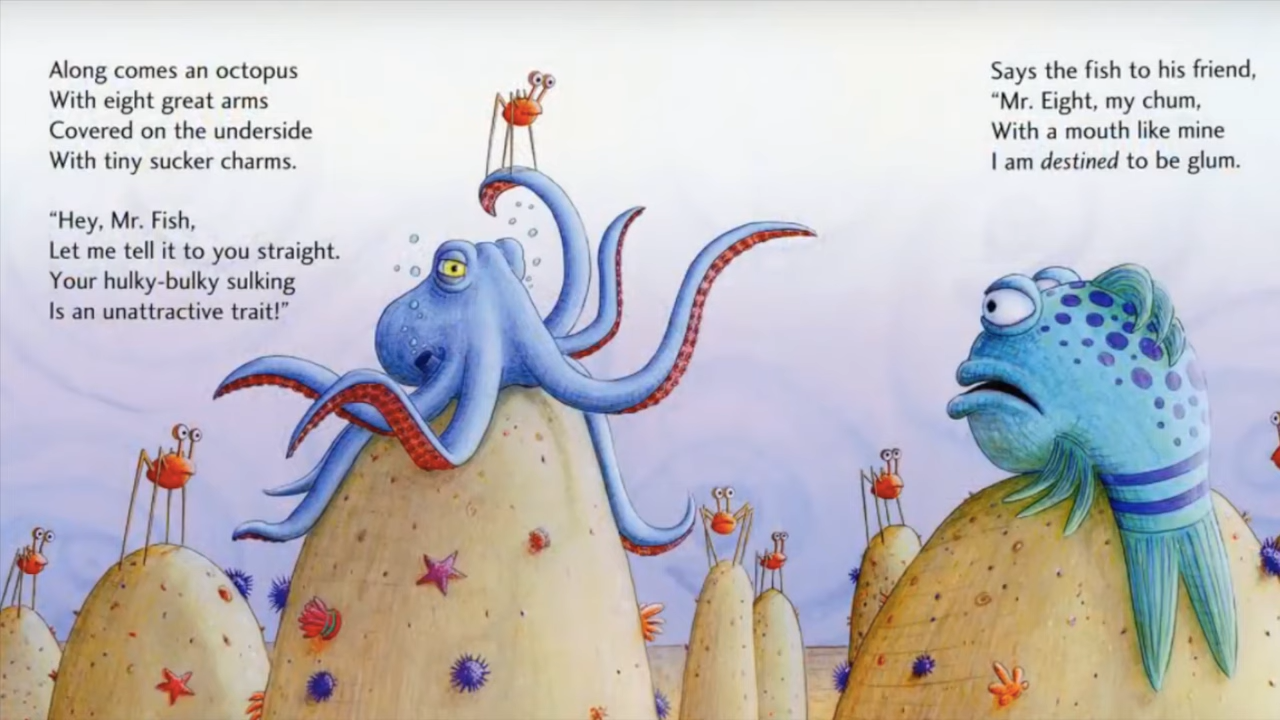 Along comes an octopus
With eight great arms
Covered on the underside
With tiny sucker charms.
“Hey, Mr. Fish,
Let me tell it to you straight.
Your hulky-bulky sulking
Is an unattractive trait!”
Says the fish to his friend,
“Mr. Eight, my chum,
With a mouth like mine
I am destined to be glum.